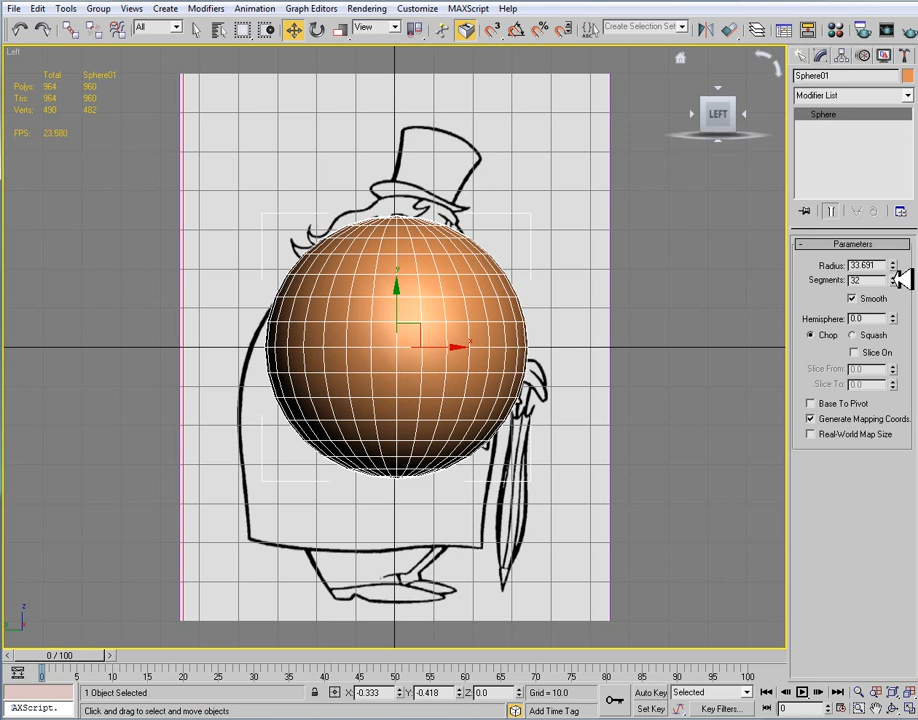 File Edit Tools Group Views Create Modifiers Animation Graph Editors Rendering Customize MAXScript Help
All View Create Selection Set
Left
Total Sphere01
Polys: 964 960
Tris: 964 960
Verts: 490 482
FPS: 23.580
LEFT
Sphere01
Modifier List
Sphere
Parameters
Radius: 33.691
Segments: 32
Smooth
Hemisphere: 0.0
Chop Squash
Slice On
Slice From: 0.0
Slice To: 0.0
Base To Pivot
Generate Mapping Coords.
Real-World Map Size
y
x
z
0 / 100
0 5 10 15 20 25 30 35 40 45 50 55 60 65 70 75 80 85 90 95 100
1 Object Selected X: -0.333 Y: -0.418 Z: 0.0 Grid = 10.0 Auto Key Selected
AXScript. Click and drag to select and move objects Add Time Tag Set Key Key Filters... 0